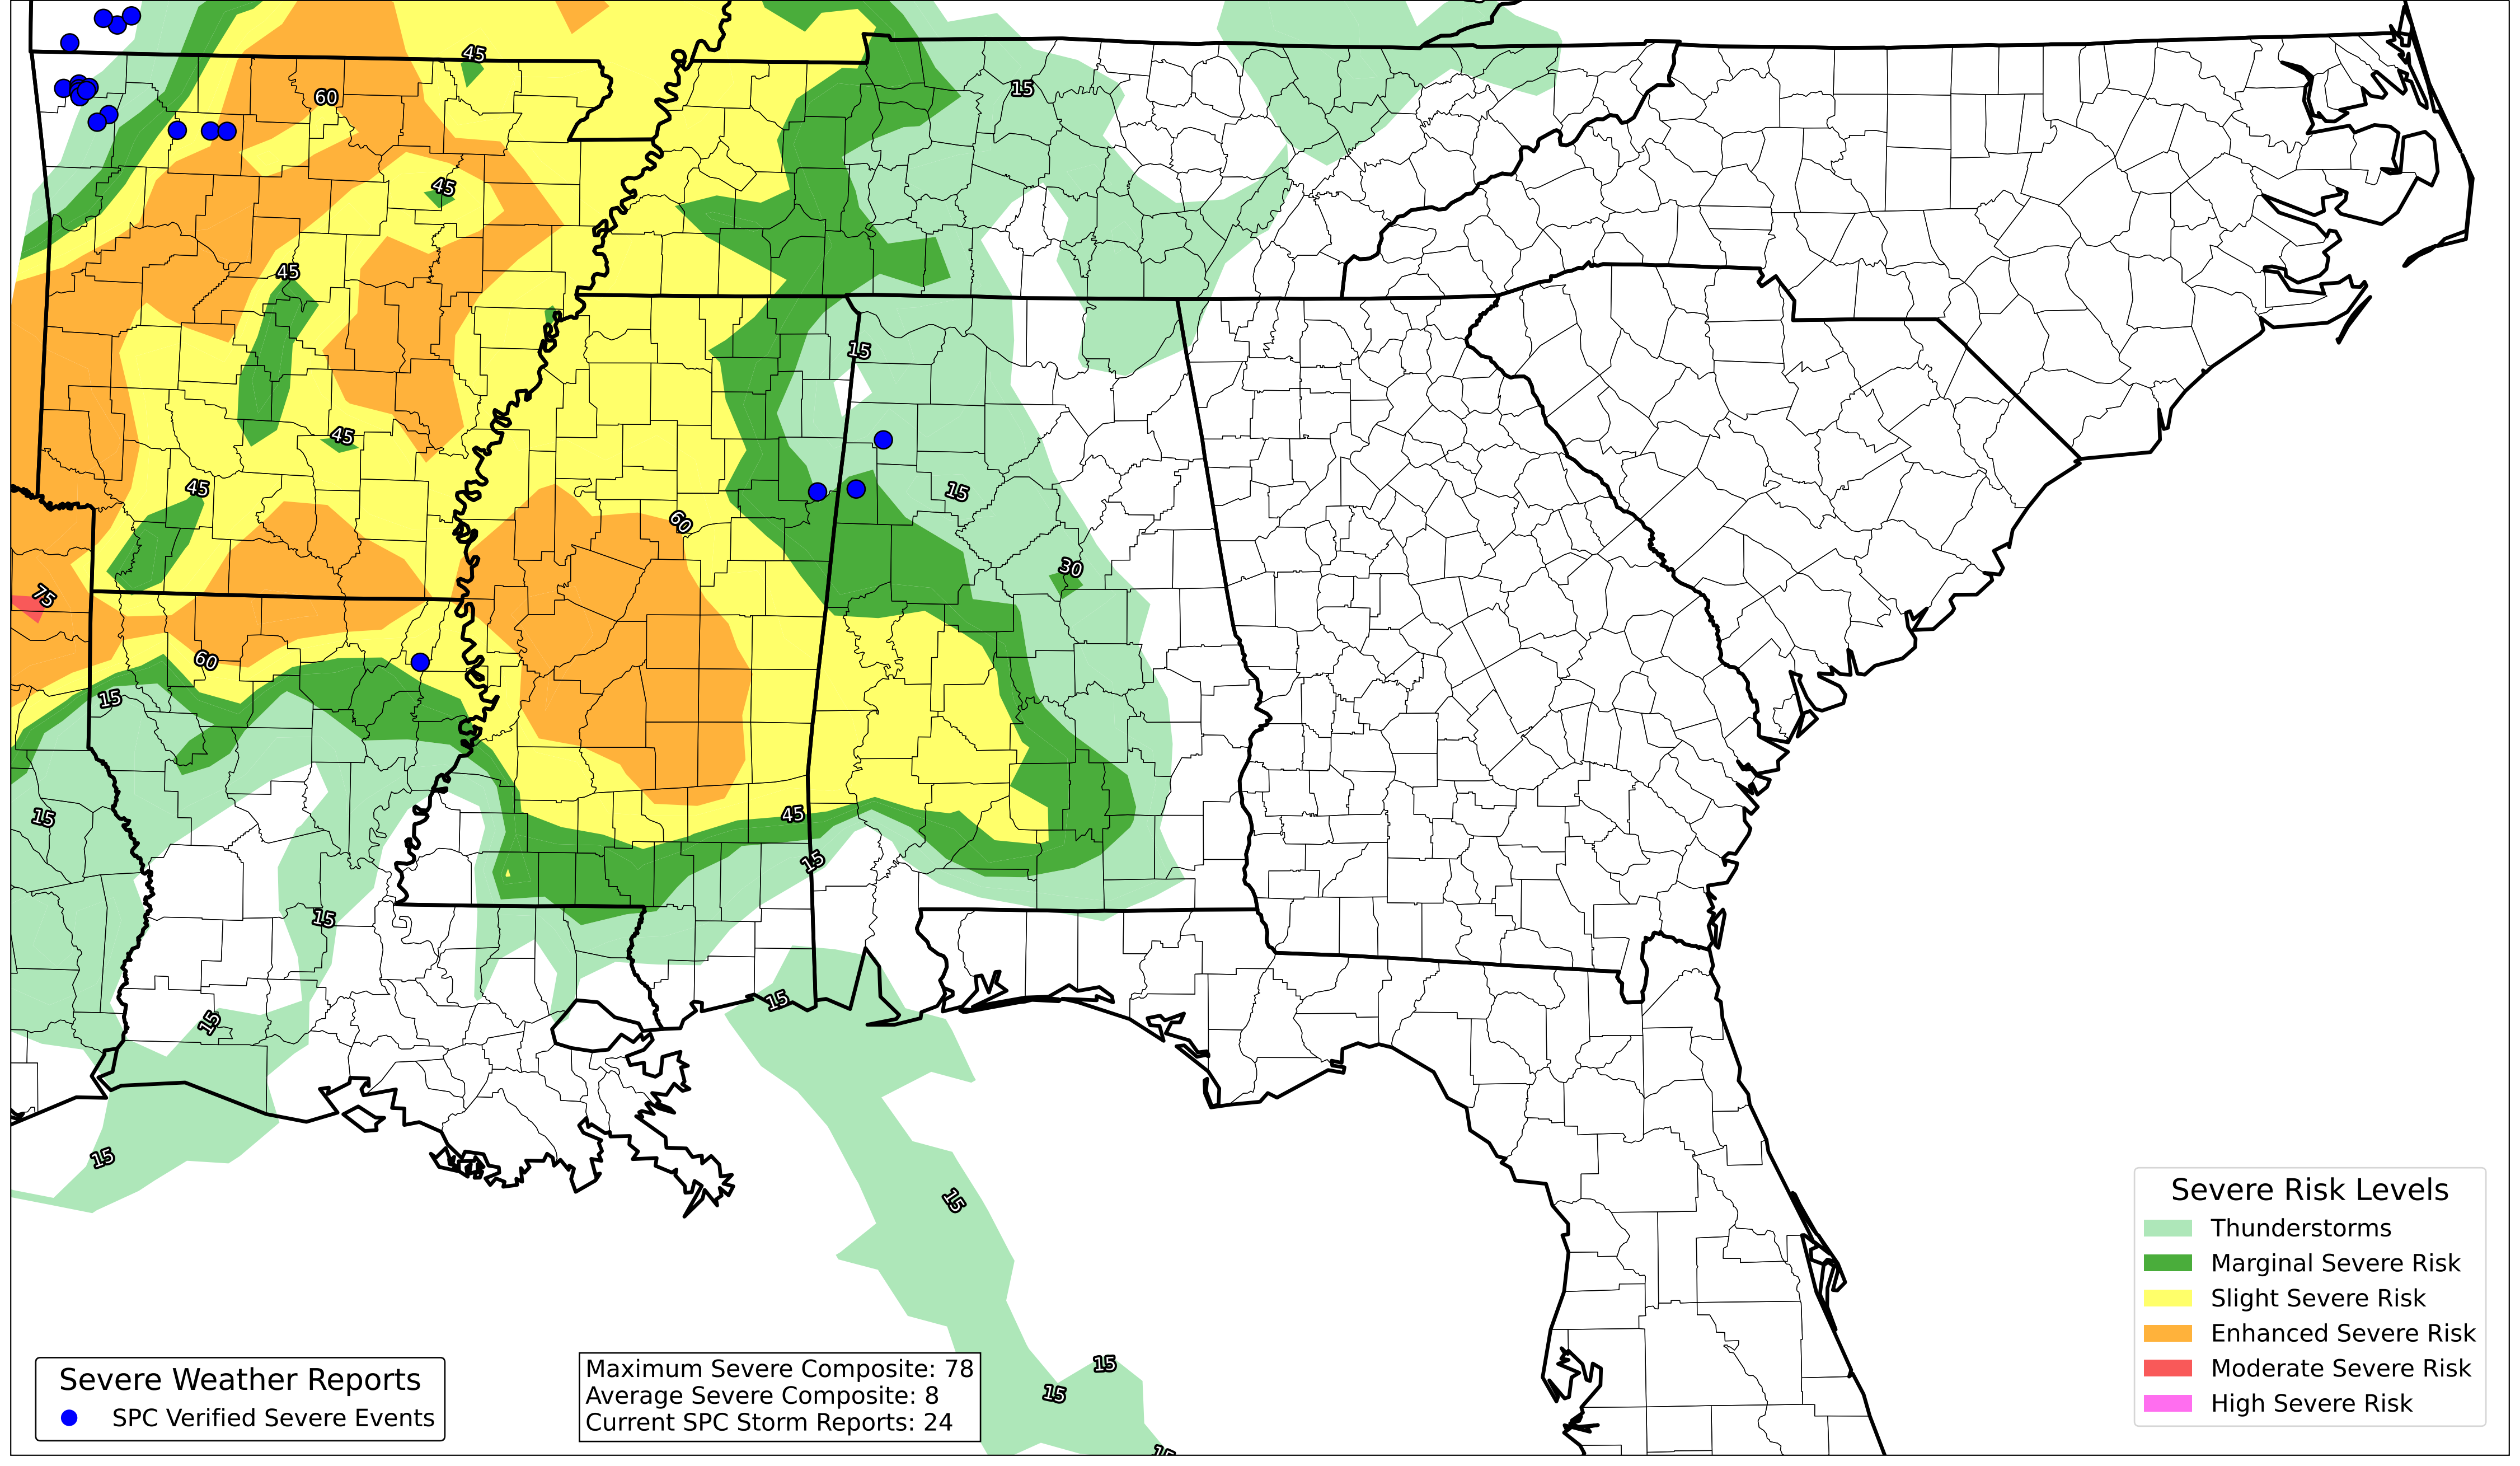 45
60
15
45
45
15
45
45
15
60
30
75
60
15
45
15
15
15
15
15
15
15
15
15
Severe Risk Levels
Thunderstorms
Marginal Severe Risk
Slight Severe Risk
Enhanced Severe Risk
Moderate Severe Risk
High Severe Risk
Severe Weather Reports
SPC Verified Severe Events
Maximum Severe Composite: 78
Average Severe Composite: 8
Current SPC Storm Reports: 24